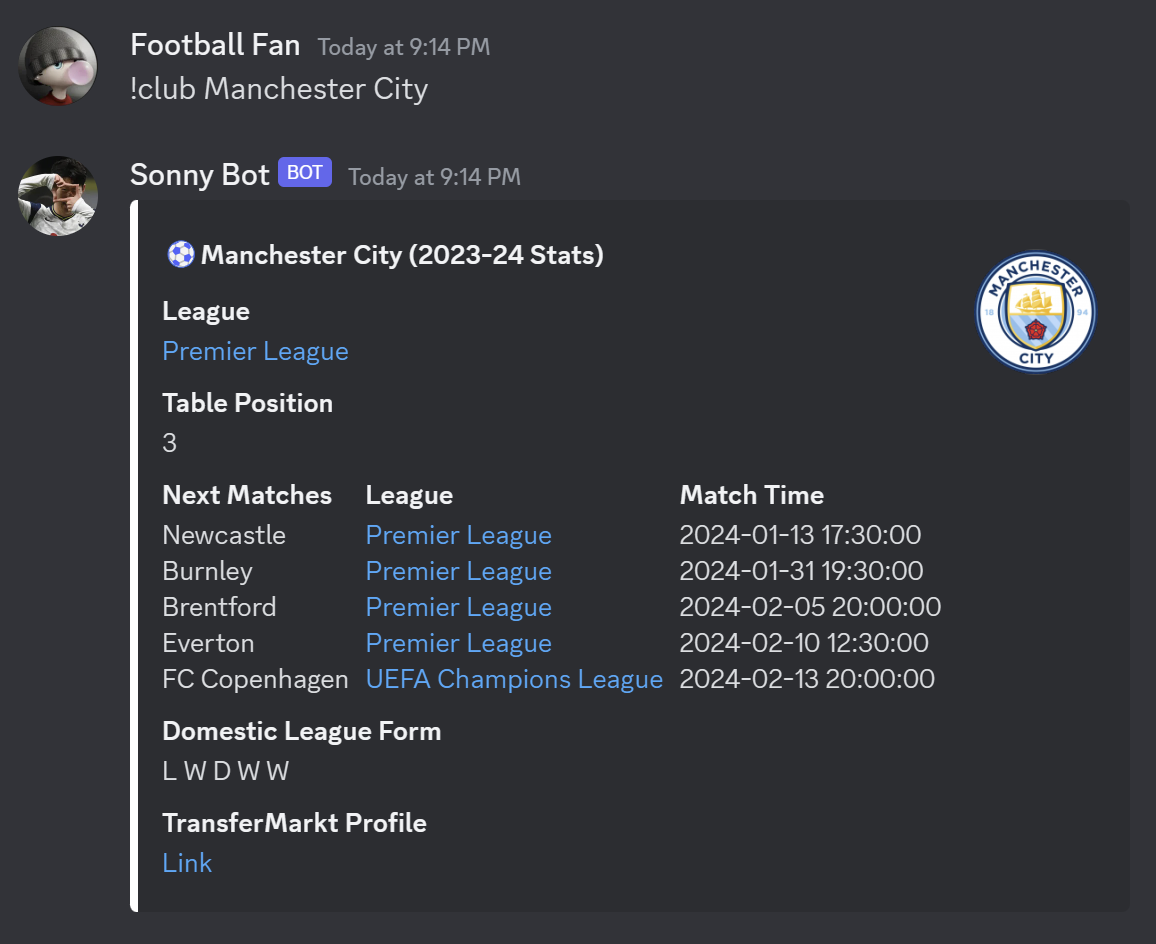 Football Fan Today at 9:14 PM
!club Manchester City
Sonny Bot BOT Today at 9:14 PM
Manchester City (2023-24 Stats)
MANCHESTER
18 94
CITY
League
Premier League
Table Position
3
Next Matches League Match Time
Newcastle Premier League 2024-01-13 17:30:00
Burnley Premier League 2024-01-31 19:30:00
Brentford Premier League 2024-02-05 20:00:00
Everton Premier League 2024-02-10 12:30:00
FC Copenhagen UEFA Champions League 2024-02-13 20:00:00
Domestic League Form
L W D W W
TransferMarkt Profile
Link